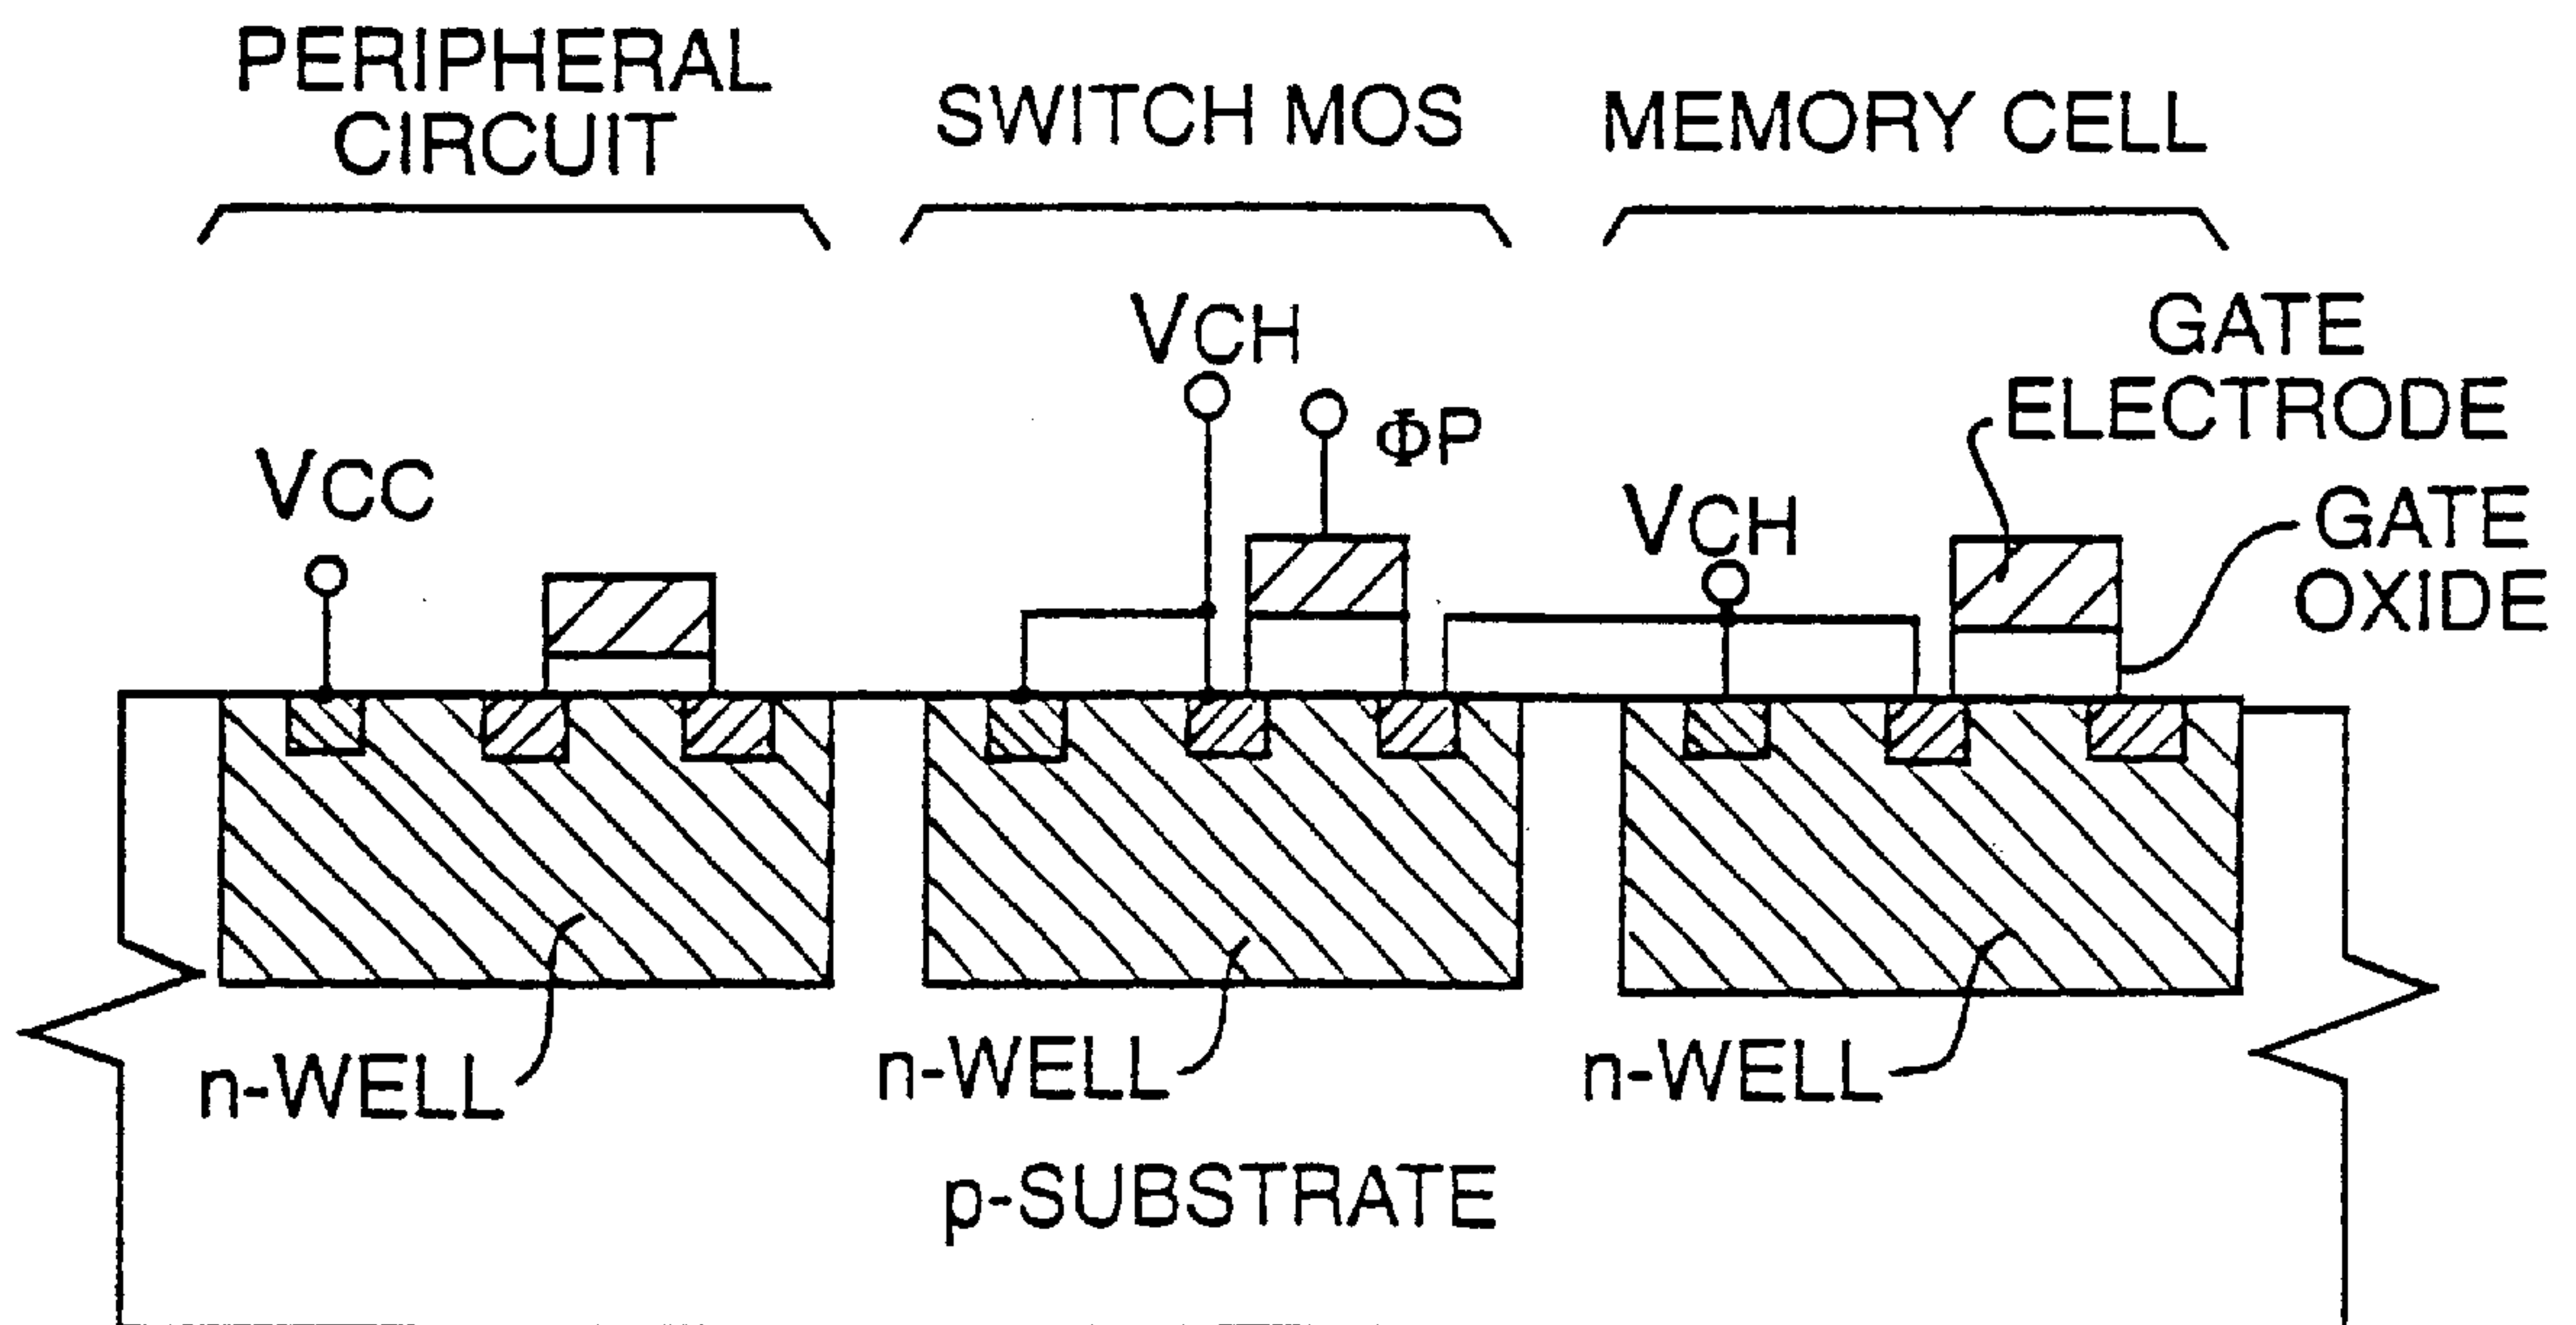 PERIPHERAL
CIRCUIT
SWITCH MOS
MEMORY CELL
VCH
ΦP
GATE
ELECTRODE
VCC
VCH
GATE
OXIDE
n-WELL
n-WELL
n-WELL
p-SUBSTRATE